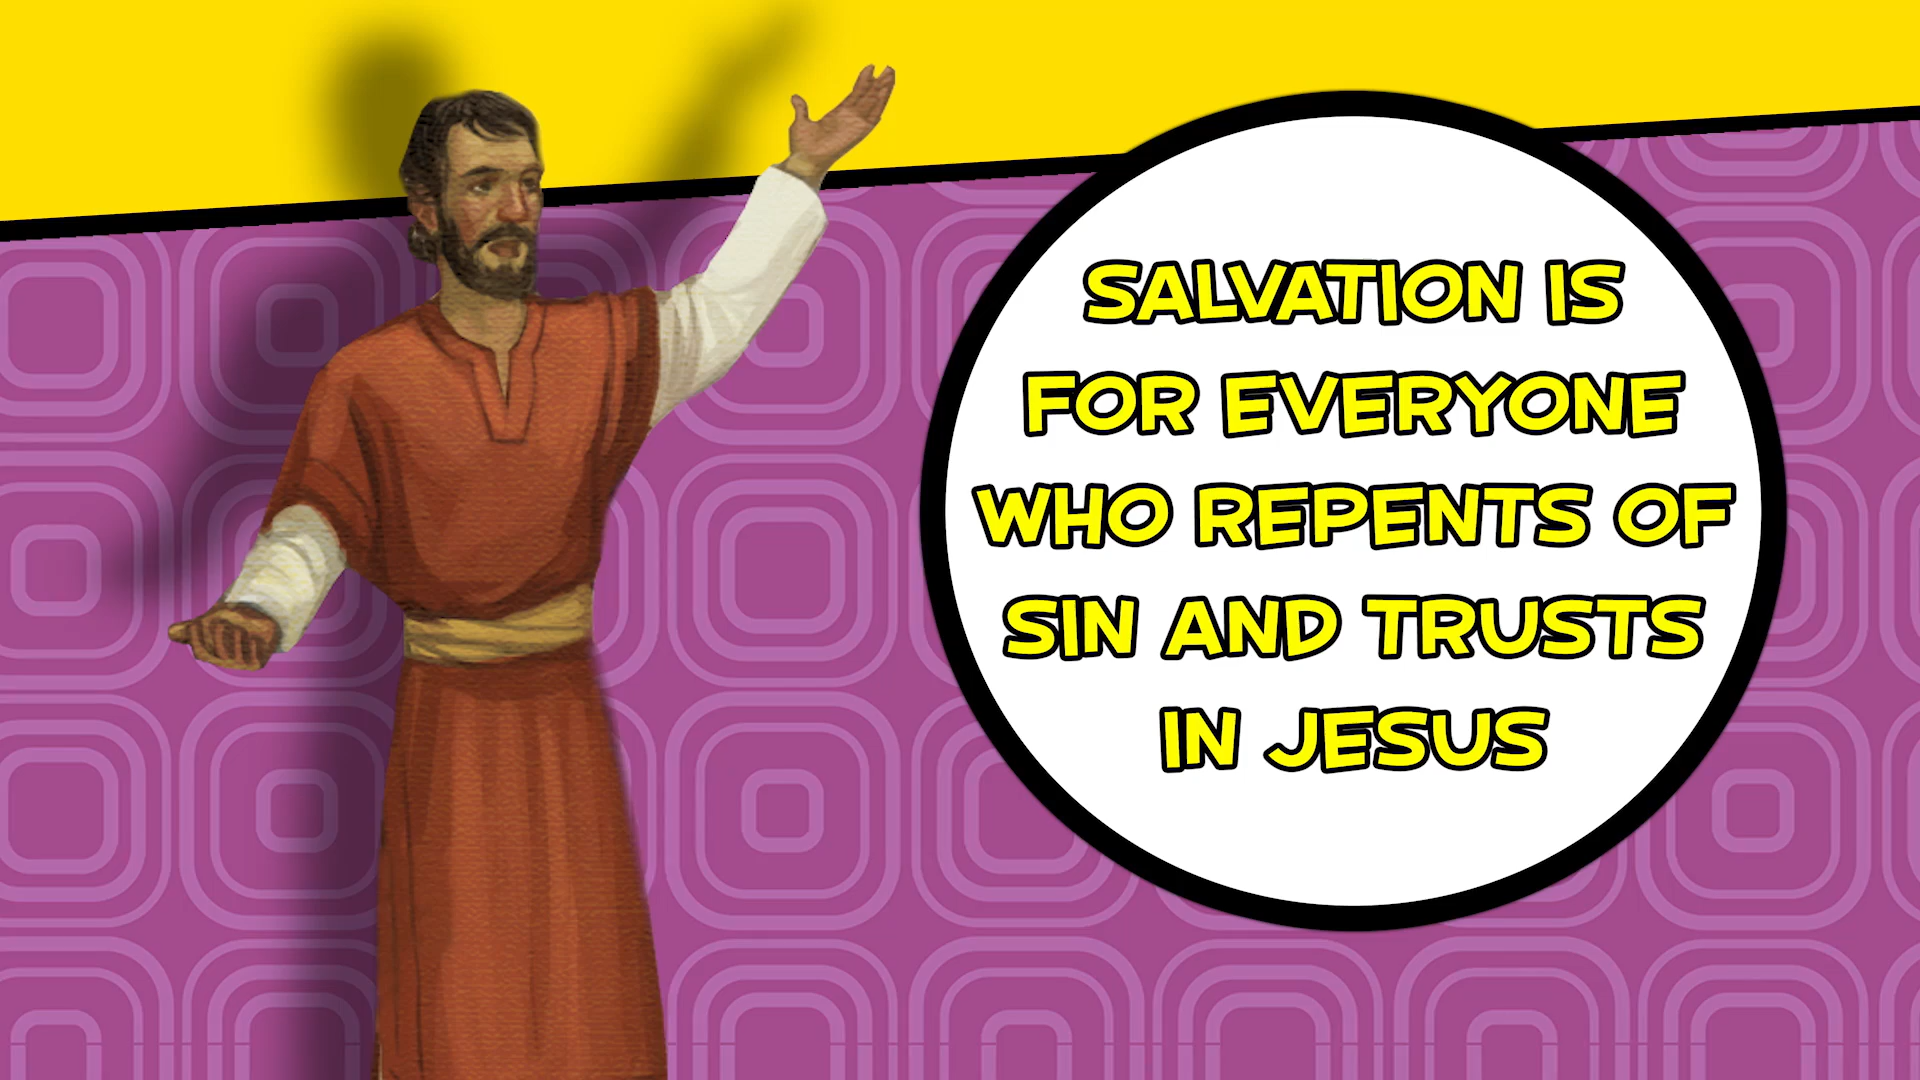 SALVATION IS
FOR EVERYONE
WHO REPENTS OF
SIN AND TRUSTS
IN JESUS